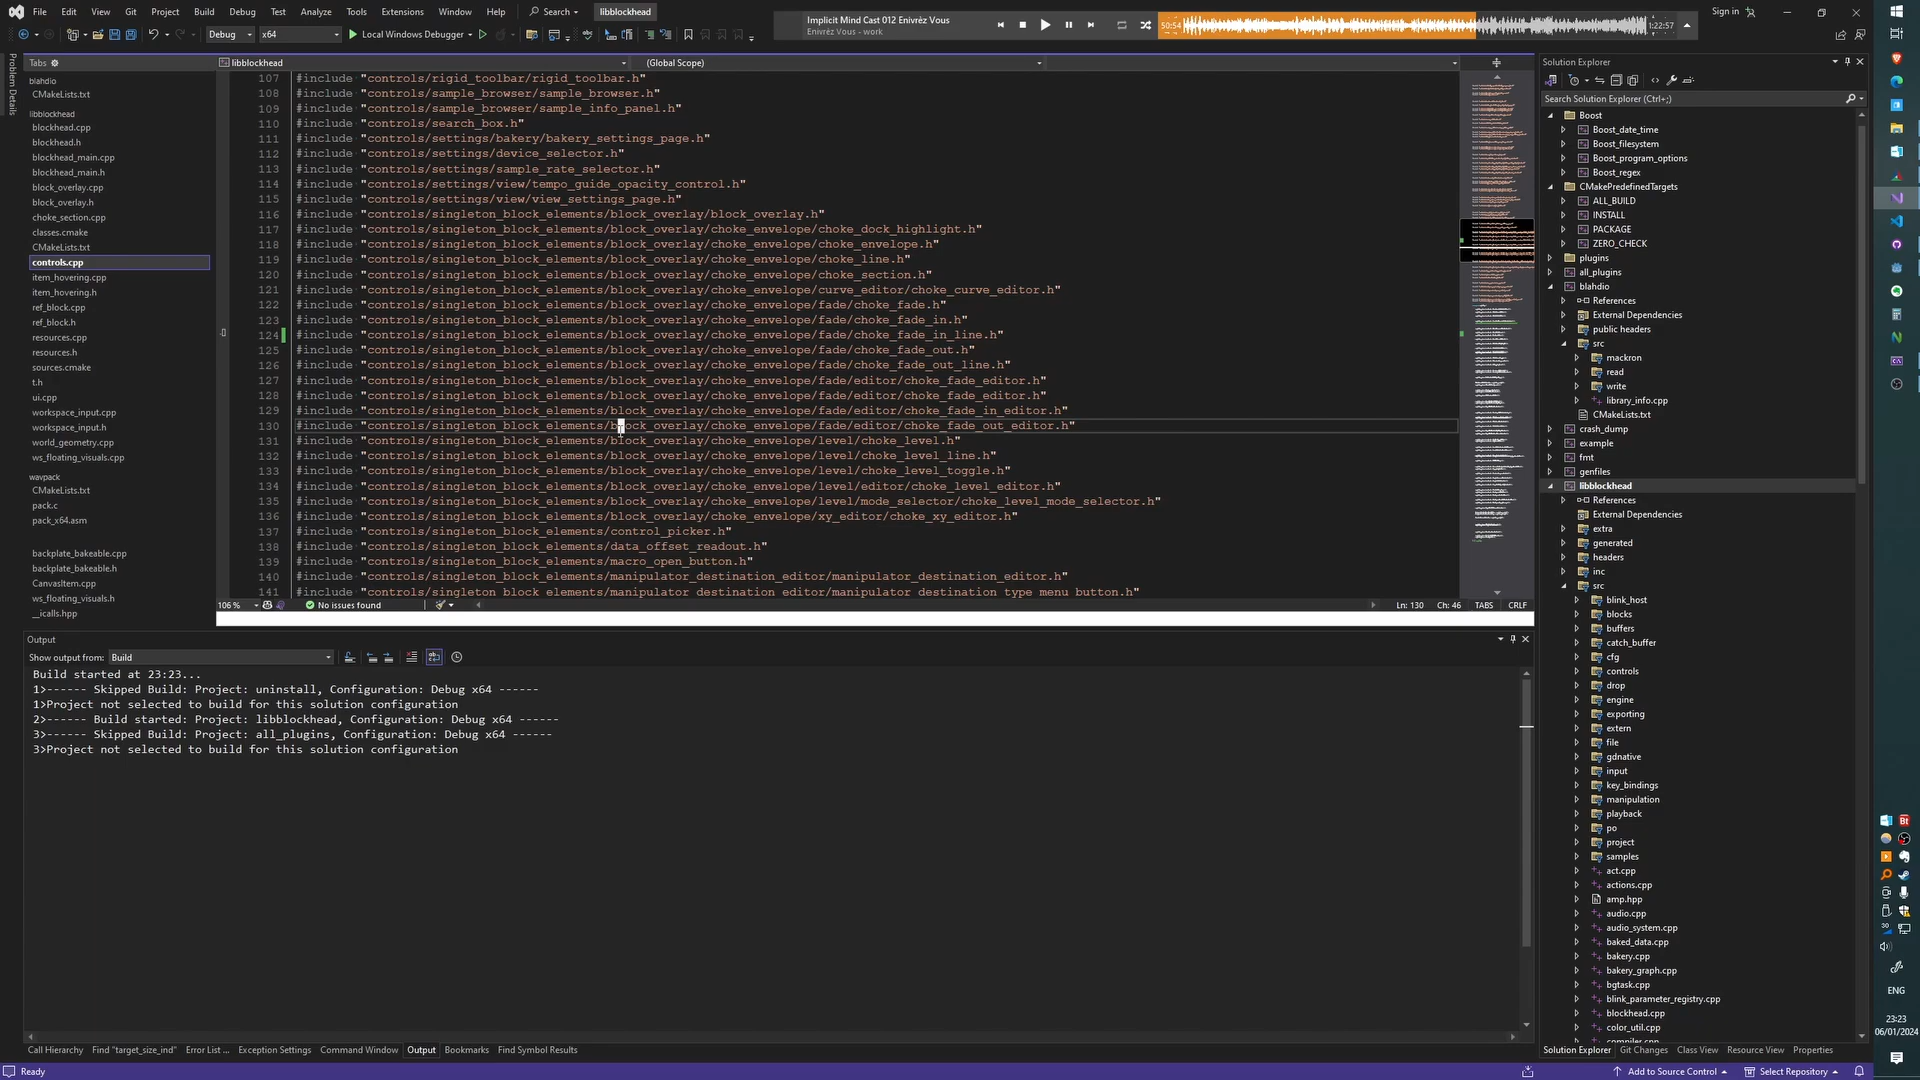 File Edit View Git Project Build Debug Test Analyze Tools Extensions Window Help Search libblockhead
Implicit Mind Cast 012 Enivrèz Vous
Enivrèz Vous - work
50:54
1:22:57
Sign in
Debug x64 Local Windows Debugger
Problem Details
Tabs
blahdio
CMakeLists.txt
libblockhead
blockhead.cpp
blockhead.h
blockhead_main.cpp
blockhead_main.h
block_overlay.cpp
block_overlay.h
choke_section.cpp
classes.cmake
CMakeLists.txt
controls.cpp
item_hovering.cpp
item_hovering.h
ref_block.cpp
ref_block.h
resources.cpp
resources.h
sources.cmake
t.h
ui.cpp
workspace_input.cpp
workspace_input.h
world_geometry.cpp
ws_floating_visuals.cpp
wavpack
CMakeLists.txt
pack.c
pack_x64.asm
backplate_bakeable.cpp
backplate_bakeable.h
CanvasItem.cpp
ws_floating_visuals.h
__icalls.hpp
libblockhead (Global Scope)
107 #include "controls/rigid_toolbar/rigid_toolbar.h"
108 #include "controls/sample_browser/sample_browser.h"
109 #include "controls/sample_browser/sample_info_panel.h"
110 #include "controls/search_box.h"
111 #include "controls/settings/bakery/bakery_settings_page.h"
112 #include "controls/settings/device_selector.h"
113 #include "controls/settings/sample_rate_selector.h"
114 #include "controls/settings/view/tempo_guide_opacity_control.h"
115 #include "controls/settings/view/view_settings_page.h"
116 #include "controls/singleton_block_elements/block_overlay/block_overlay.h"
117 #include "controls/singleton_block_elements/block_overlay/choke_envelope/choke_dock_highlight.h"
118 #include "controls/singleton_block_elements/block_overlay/choke_envelope/choke_envelope.h"
119 #include "controls/singleton_block_elements/block_overlay/choke_envelope/choke_line.h"
120 #include "controls/singleton_block_elements/block_overlay/choke_envelope/choke_section.h"
121 #include "controls/singleton_block_elements/block_overlay/choke_envelope/curve_editor/choke_curve_editor.h"
122 #include "controls/singleton_block_elements/block_overlay/choke_envelope/fade/choke_fade.h"
123 #include "controls/singleton_block_elements/block_overlay/choke_envelope/fade/choke_fade_in.h"
124 #include "controls/singleton_block_elements/block_overlay/choke_envelope/fade/choke_fade_in_line.h"
125 #include "controls/singleton_block_elements/block_overlay/choke_envelope/fade/choke_fade_out.h"
126 #include "controls/singleton_block_elements/block_overlay/choke_envelope/fade/choke_fade_out_line.h"
127 #include "controls/singleton_block_elements/block_overlay/choke_envelope/fade/editor/choke_fade_editor.h"
128 #include "controls/singleton_block_elements/block_overlay/choke_envelope/fade/editor/choke_fade_editor.h"
129 #include "controls/singleton_block_elements/block_overlay/choke_envelope/fade/editor/choke_fade_in_editor.h"
130 #include "controls/singleton_block_elements/block_overlay/choke_envelope/fade/editor/choke_fade_out_editor.h"
131 #include "controls/singleton_block_elements/block_overlay/choke_envelope/level/choke_level.h"
132 #include "controls/singleton_block_elements/block_overlay/choke_envelope/level/choke_level_line.h"
133 #include "controls/singleton_block_elements/block_overlay/choke_envelope/level/choke_level_toggle.h"
134 #include "controls/singleton_block_elements/block_overlay/choke_envelope/level/editor/choke_level_editor.h"
135 #include "controls/singleton_block_elements/block_overlay/choke_envelope/level/mode_selector/choke_level_mode_selector.h"
136 #include "controls/singleton_block_elements/block_overlay/choke_envelope/xy_editor/choke_xy_editor.h"
137 #include "controls/singleton_block_elements/control_picker.h"
138 #include "controls/singleton_block_elements/data_offset_readout.h"
139 #include "controls/singleton_block_elements/macro_open_button.h"
140 #include "controls/singleton_block_elements/manipulator_destination_editor/manipulator_destination_editor.h"
141 #include "controls/singleton_block_elements/manipulator_destination_editor/manipulator_destination_type_menu_button.h"
106 % No issues found Ln: 130 Ch: 46 TABS CRLF
Output
Show output from: Build
Build started at 23:23...
1>------ Skipped Build: Project: uninstall, Configuration: Debug x64 ------
1>Project not selected to build for this solution configuration
2>------ Build started: Project: libblockhead, Configuration: Debug x64 ------
3>------ Skipped Build: Project: all_plugins, Configuration: Debug x64 ------
3>Project not selected to build for this solution configuration
Call Hierarchy Find "target_size_ind" Error List ... Exception Settings Command Window Output Bookmarks Find Symbol Results
Solution Explorer
Search Solution Explorer (Ctrl+;)
Boost
Boost_date_time
Boost_filesystem
Boost_program_options
Boost_regex
CMakePredefinedTargets
ALL_BUILD
INSTALL
PACKAGE
ZERO_CHECK
plugins
all_plugins
blahdio
References
External Dependencies
public headers
src
mackron
read
write
library_info.cpp
CMakeLists.txt
crash_dump
example
fmt
genfiles
libblockhead
References
External Dependencies
extra
generated
headers
inc
src
blink_host
blocks
buffers
catch_buffer
cfg
controls
drop
engine
exporting
extern
file
gdnative
input
key_bindings
manipulation
playback
po
project
samples
act.cpp
actions.cpp
amp.hpp
audio.cpp
audio_system.cpp
baked_data.cpp
bakery.cpp
bakery_graph.cpp
bgtask.cpp
blink_parameter_registry.cpp
blockhead.cpp
color_util.cpp
compiler.cpp
Solution Explorer Git Changes Class View Resource View Properties
Ready Add to Source Control Select Repository
30
ENG
23:23
06/01/2024